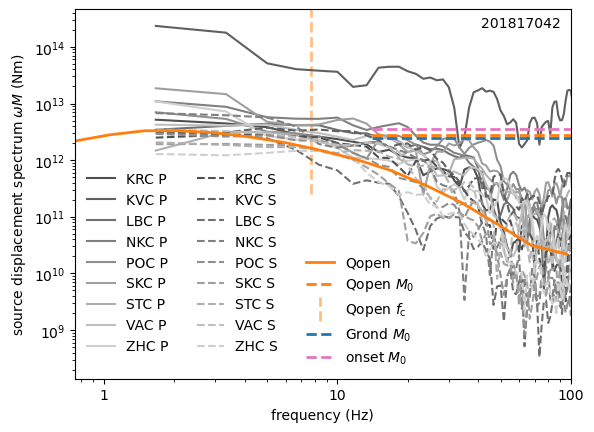 201817042
source displacement spectrum ωM (Nm)
10¹⁴
10¹³
10¹²
10¹¹
10¹⁰
10⁹
KRC P
KVC P
LBC P
NKC P
POC P
SKC P
STC P
VAC P
ZHC P
KRC S
KVC S
LBC S
NKC S
POC S
SKC S
STC S
VAC S
ZHC S
Qopen
Qopen M₀
Qopen f_c
Grond M₀
onset M₀
1 10 100
frequency (Hz)